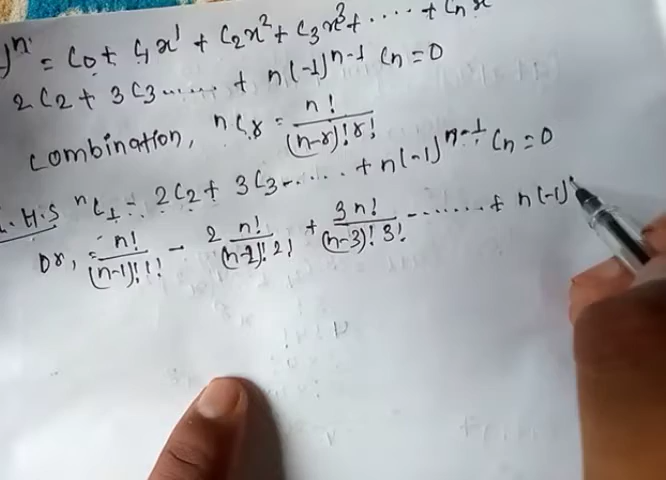 )ⁿ = C₀ + C₁x¹ + C₂x² + C₃x³ + ..... + Cₙx
2C₂ + 3C₃...... + n(-1)ⁿ⁻¹ Cₙ = 0
combination, ⁿCᵣ = n! / (n-r)! r!
L.H.S ⁿC₁ - 2C₂ + 3C₃...... + n(-1)ⁿ⁻¹ Cₙ = 0
or, = n! / (n-1)! 1! - 2 n! / (n-2)! 2! + 3 n! / (n-3)! 3! ....... + n(-1)